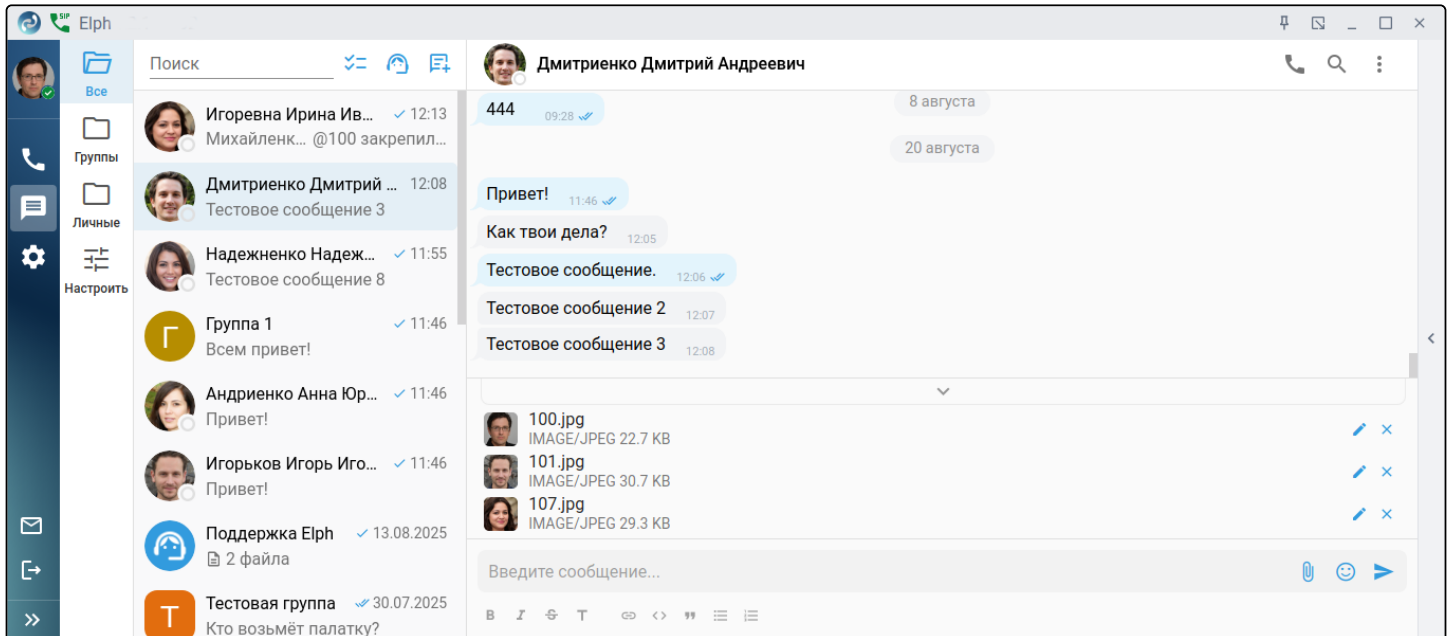 SIP
Elph
Все
Группы
Личные
Настроить
Поиск
Игоревна Ирина Ив... 12:13
Михайленк... @100 закрепил...
Дмитриенко Дмитрий ... 12:08
Тестовое сообщение 3
Надежненко Надеж... 11:55
Тестовое сообщение 8
Г
Группа 1 11:46
Всем привет!
Андриенко Анна Юр... 11:46
Привет!
Игорьков Игорь Иго... 11:46
Привет!
Поддержка Elph 13.08.2025
2 файла
Т
Тестовая группа 30.07.2025
Кто возьмёт палатку?
Дмитриенко Дмитрий Андреевич
8 августа
444 09:28
20 августа
Привет! 11:46
Как твои дела? 12:05
Тестовое сообщение. 12:06
Тестовое сообщение 2 12:07
Тестовое сообщение 3 12:08
100.jpg
IMAGE/JPEG 22.7 KB
101.jpg
IMAGE/JPEG 30.7 KB
107.jpg
IMAGE/JPEG 29.3 KB
Введите сообщение...
B I S T